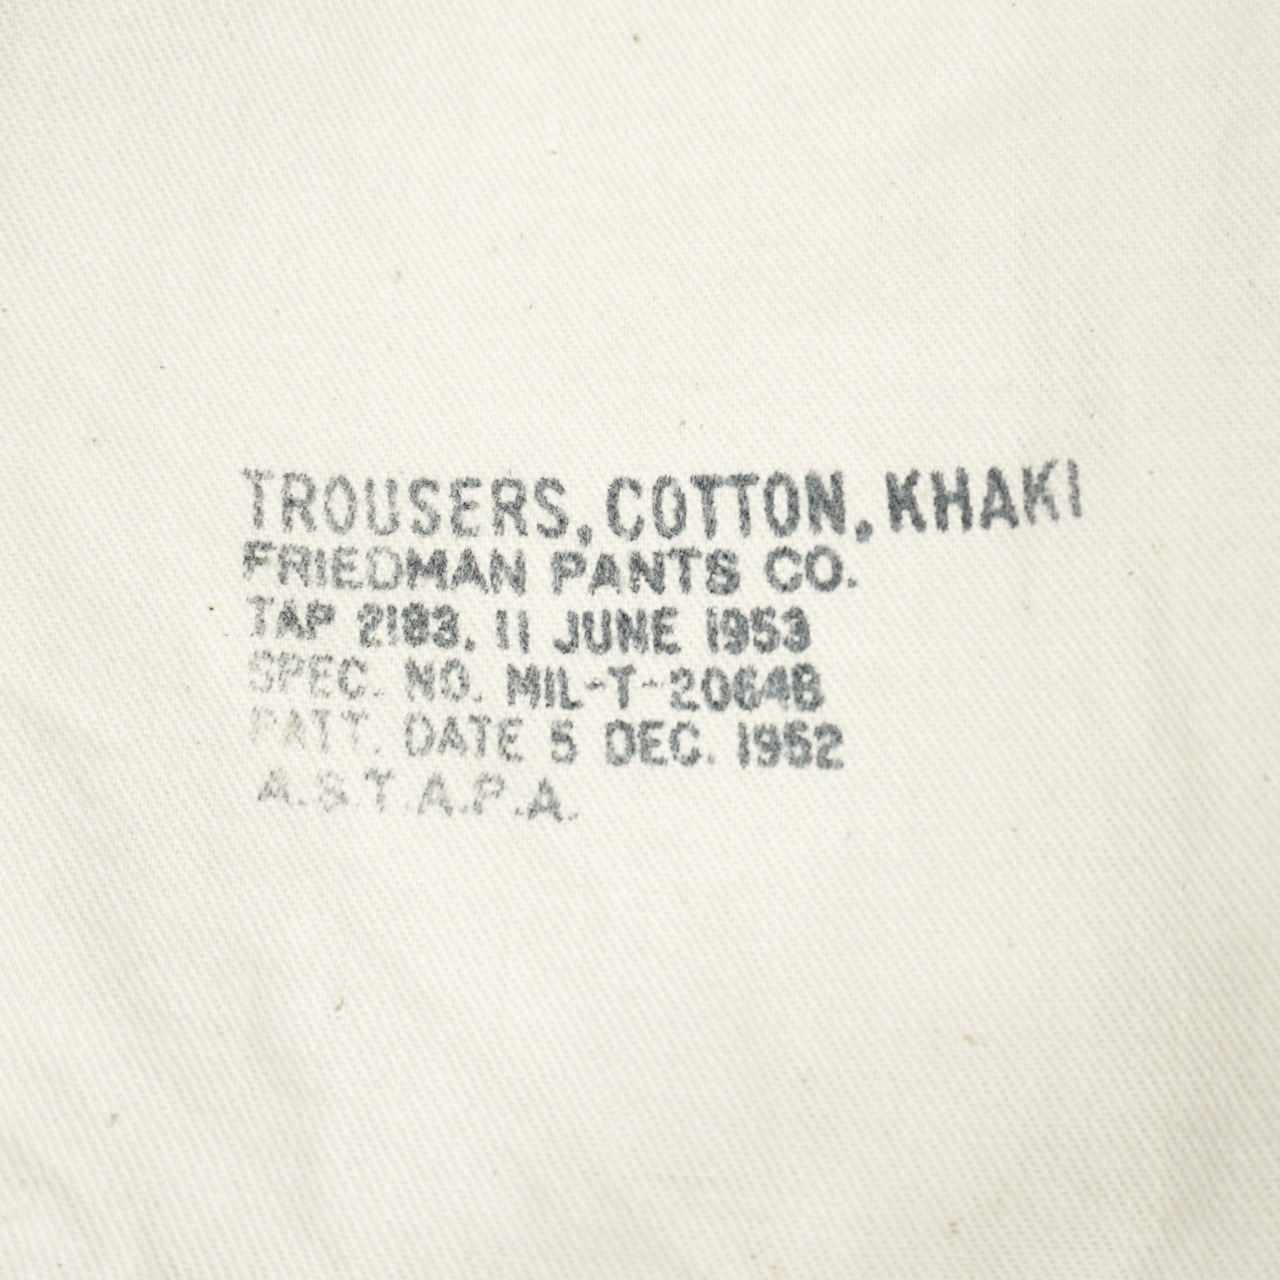 TROUSERS, COTTON, KHAKI
FRIEDMAN PANTS CO.
TAP 2183, 11 JUNE 1953
SPEC. NO. MIL-T-2064B
PATT. DATE 5 DEC. 1952
A.S.T.A.P.A.